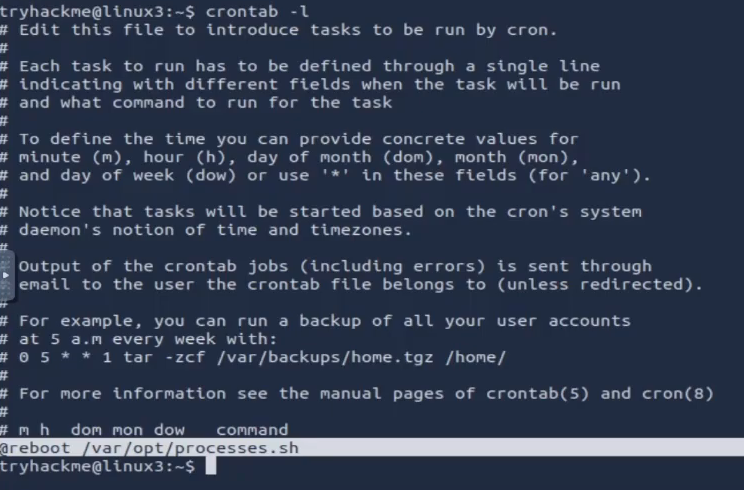 tryhackme@linux3:~$ crontab -l
# Edit this file to introduce tasks to be run by cron.
#
# Each task to run has to be defined through a single line
# indicating with different fields when the task will be run
# and what command to run for the task
#
# To define the time you can provide concrete values for
# minute (m), hour (h), day of month (dom), month (mon),
# and day of week (dow) or use '*' in these fields (for 'any').
#
# Notice that tasks will be started based on the cron's system
# daemon's notion of time and timezones.
#
Output of the crontab jobs (including errors) is sent through
email to the user the crontab file belongs to (unless redirected).
#
# For example, you can run a backup of all your user accounts
# at 5 a.m every week with:
# 0 5 * * 1 tar -zcf /var/backups/home.tgz /home/
#
# For more information see the manual pages of crontab(5) and cron(8)
#
# m h  dom mon dow   command
@reboot /var/opt/processes.sh
tryhackme@linux3:~$